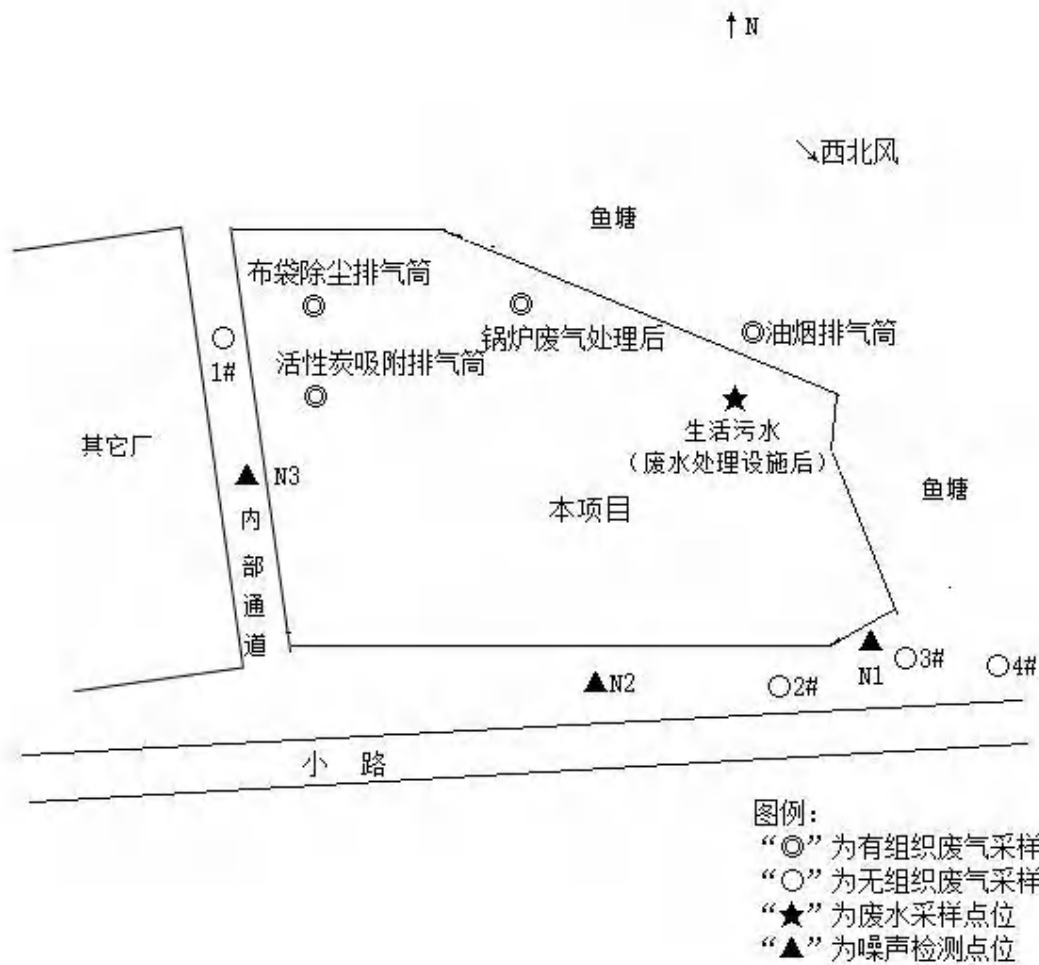 N
西北风
鱼塘
布袋除尘排气筒
锅炉废气处理后
油烟排气筒
1#
活性炭吸附排气筒
生活污水
（废水处理设施后）
其它厂
N3
鱼塘
本项目
内
部
通
道
N1
3#
4#
N2
2#
小 路
图例：
“◎”为有组织废气采样
“○”为无组织废气采样
“★”为废水采样点位
“▲”为噪声检测点位